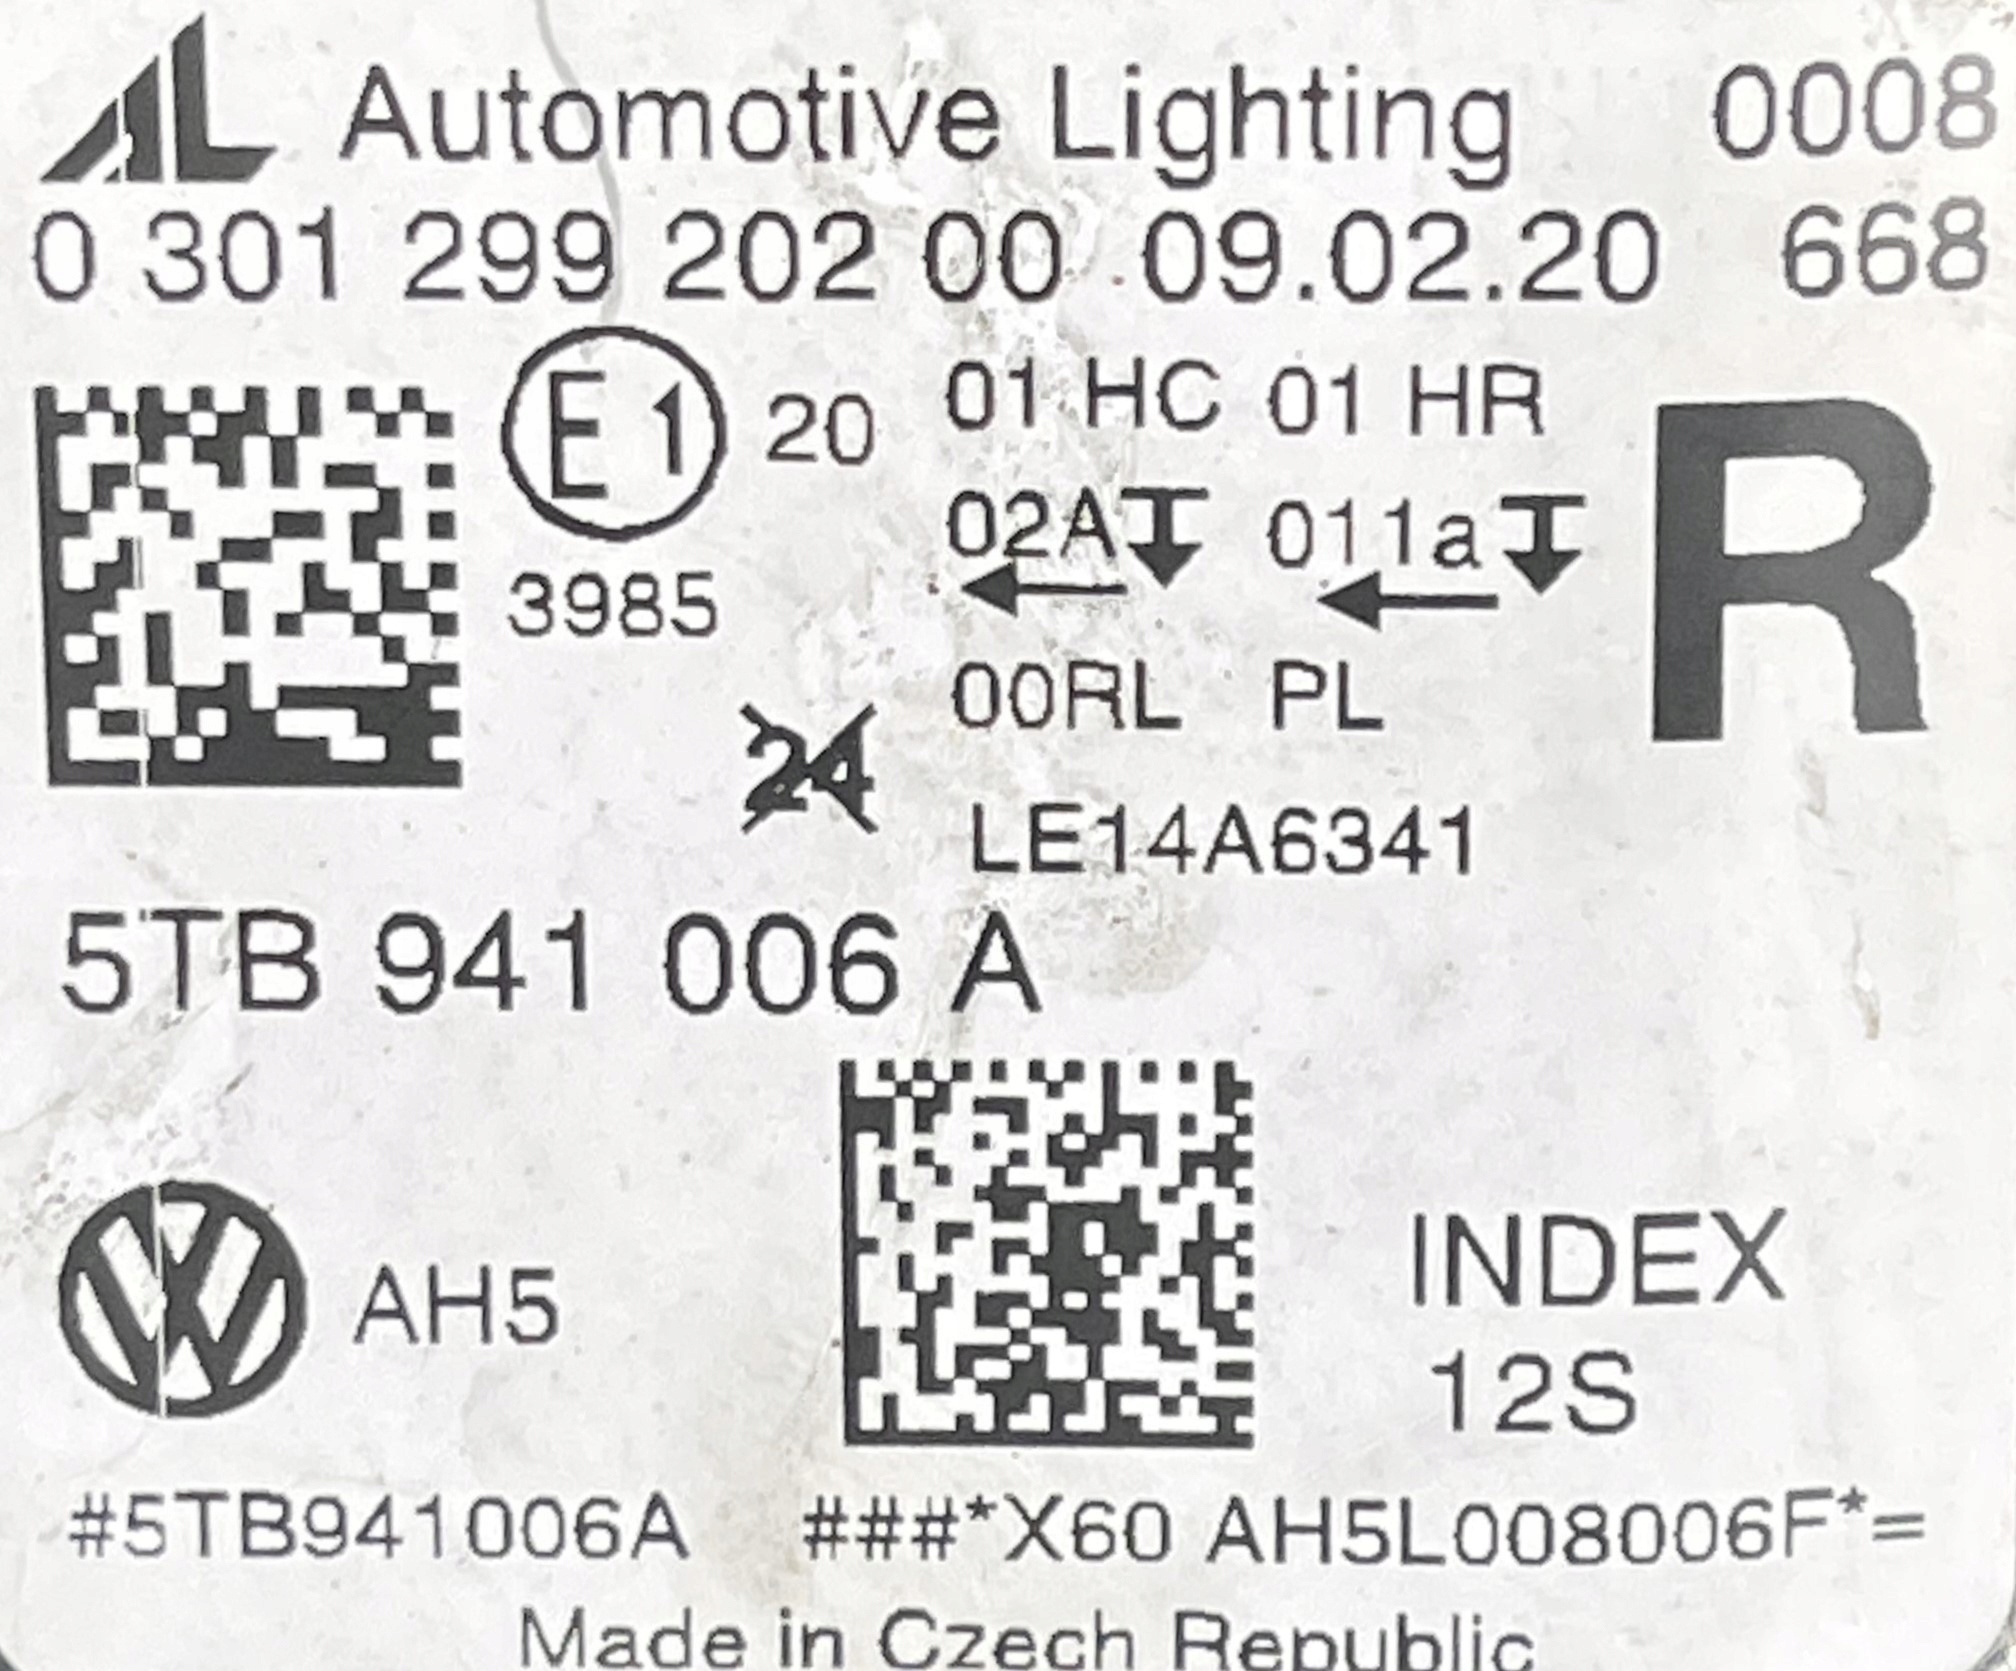 AL Automotive Lighting 0008
0 301 299 202 00 09.02.20 668
E1 20 01 HC 01 HR
02A 011a R
3985
00RL PL
24
LE14A6341
5TB 941 006 A
VW AH5
INDEX
12S
#5TB941006A ###*X60 AH5L008006F*=
Made in Czech Republic